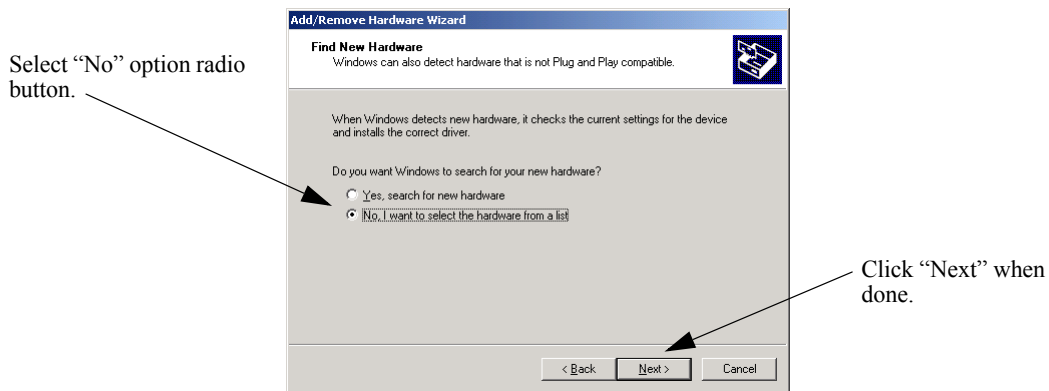 Add/Remove Hardware Wizard
Find New Hardware
Windows can also detect hardware that is not Plug and Play compatible.
Select “No” option radio
button.
When Windows detects new hardware, it checks the current settings for the device
and installs the correct driver.
Do you want Windows to search for your new hardware?
Yes, search for new hardware
No, I want to select the hardware from a list
Click “Next” when
done.
< Back
Next >
Cancel